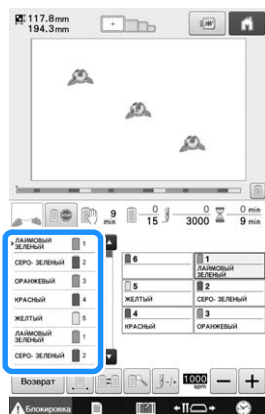 117.8mm
194.3mm
9 min
0
15
0
3000
0 min
9 min
ЛАЙМОВЫЙ ЗЕЛЕНЫЙ 1
СЕРО- ЗЕЛЕНЫЙ 2
ОРАНЖЕВЫЙ 3
КРАСНЫЙ 4
ЖЕЛТЫЙ 5
ЛАЙМОВЫЙ ЗЕЛЕНЫЙ 1
СЕРО- ЗЕЛЕНЫЙ 2
6
1
ЛАЙМОВЫЙ ЗЕЛЕНЫЙ
5
2
ЖЕЛТЫЙ
СЕРО- ЗЕЛЕНЫЙ
4
3
КРАСНЫЙ
ОРАНЖЕВЫЙ
Возврат
1000
SPM
Блокировка